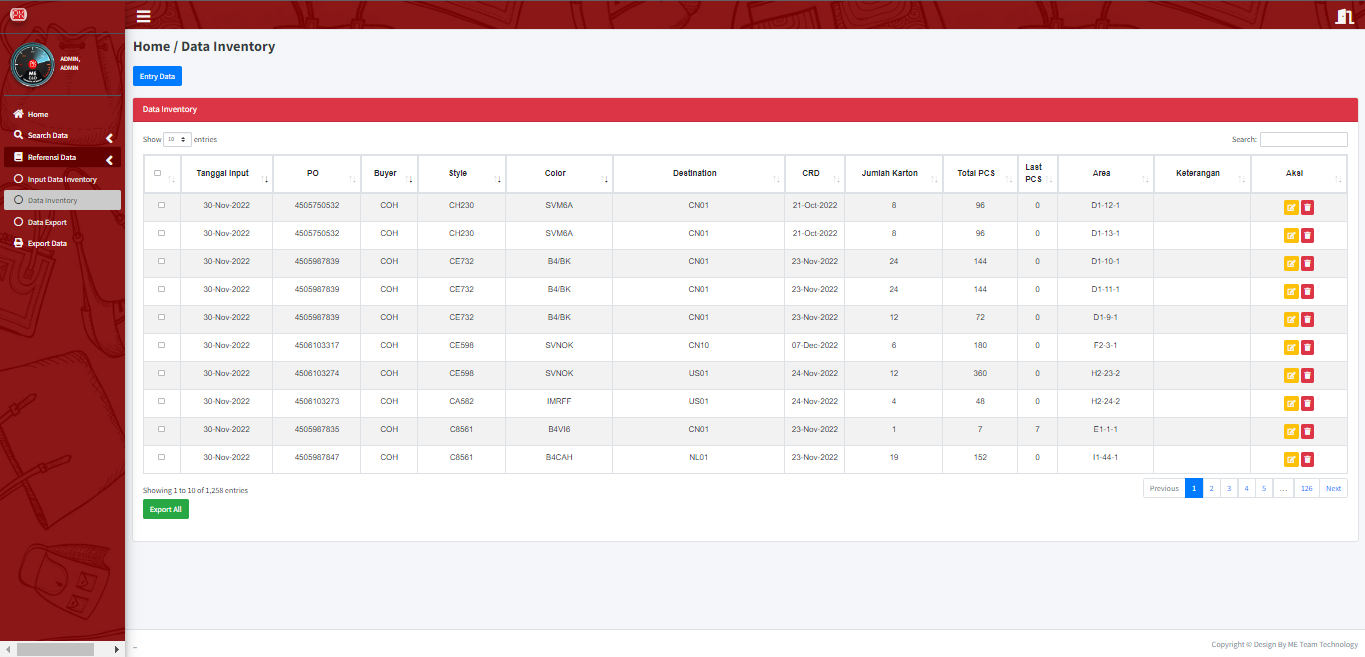 Home / Data Inventory
ADMIN,
ADMIN
Entry Data
Home
Search Data
Referensi Data
Input Data Inventory
Data Inventory
Data Export
Export Data
Data Inventory
Show 10 entries
Search:
Tanggal Input PO Buyer Style Color Destination CRD Jumlah Karton Total PCS Last PCS Area Keterangan Aksi
30-Nov-2022 4505750532 COH CH230 SVM6A CN01 21-Oct-2022 8 96 0 D1-12-1
30-Nov-2022 4505750532 COH CH230 SVM6A CN01 21-Oct-2022 8 96 0 D1-13-1
30-Nov-2022 4505987839 COH CE732 B4/BK CN01 23-Nov-2022 24 144 0 D1-10-1
30-Nov-2022 4505987839 COH CE732 B4/BK CN01 23-Nov-2022 24 144 0 D1-11-1
30-Nov-2022 4505987839 COH CE732 B4/BK CN01 23-Nov-2022 12 72 0 D1-9-1
30-Nov-2022 4506103317 COH CE598 SVNOK CN10 07-Dec-2022 6 180 0 F2-3-1
30-Nov-2022 4506103274 COH CE598 SVNOK US01 24-Nov-2022 12 360 0 H2-23-2
30-Nov-2022 4506103273 COH CA582 IMRFF US01 24-Nov-2022 4 48 0 H2-24-2
30-Nov-2022 4505987835 COH C8561 B4VI6 CN01 23-Nov-2022 1 7 7 E1-1-1
30-Nov-2022 4505987847 COH C8561 B4CAH NL01 23-Nov-2022 19 152 0 I1-44-1
Showing 1 to 10 of 1,258 entries
Previous 1 2 3 4 5 … 126 Next
Export All
Copyright © Design By ME Team Technology